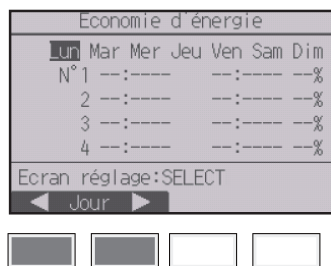 Economie d'énergie
Lun Mar Mer Jeu Ven Sam Dim
N°1 --:---- --:---- --%
2 --:---- --:---- --%
3 --:---- --:---- --%
4 --:---- --:---- --%
Ecran réglage:SELECT
◀ Jour ▶